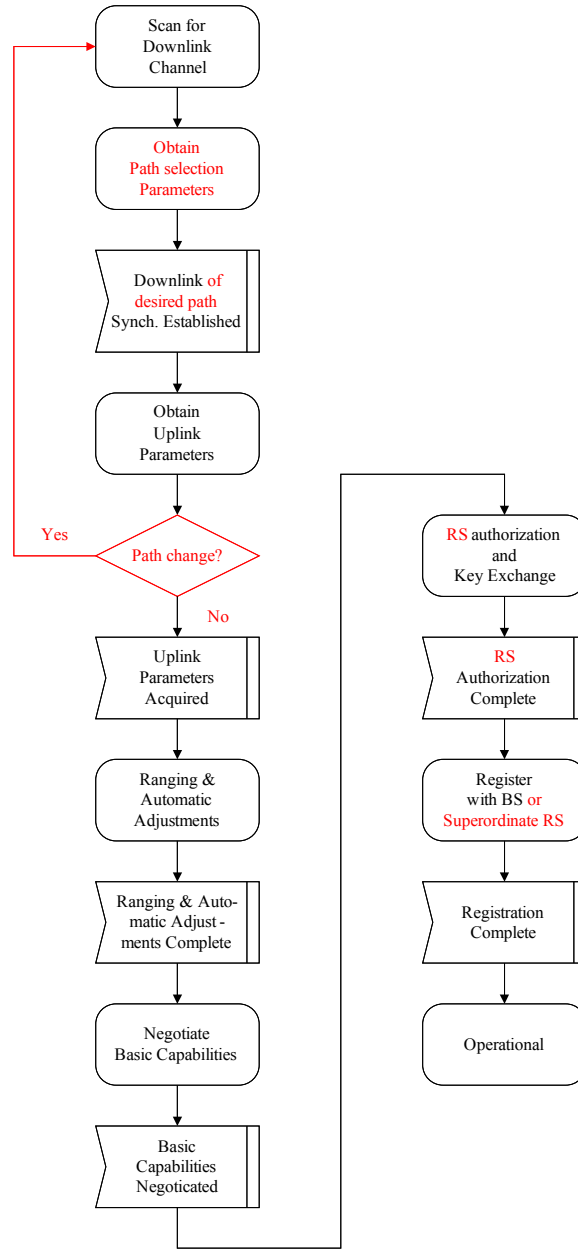 Scan for
Downlink
Channel
Obtain
Path selection
Parameters
Downlink of
desired path
Synch. Established
Obtain
Uplink
Parameters
Yes
Path change?
No
Uplink
Parameters
Acquired
Ranging &
Automatic
Adjustments
Ranging & Auto-
matic Adjust -
ments Complete
Negotiate
Basic Capabilities
Basic
Capabilities
Negoticated
RS authorization
and
Key Exchange
RS
Authorization
Complete
Register
with BS or
Superordinate RS
Registration
Complete
Operational